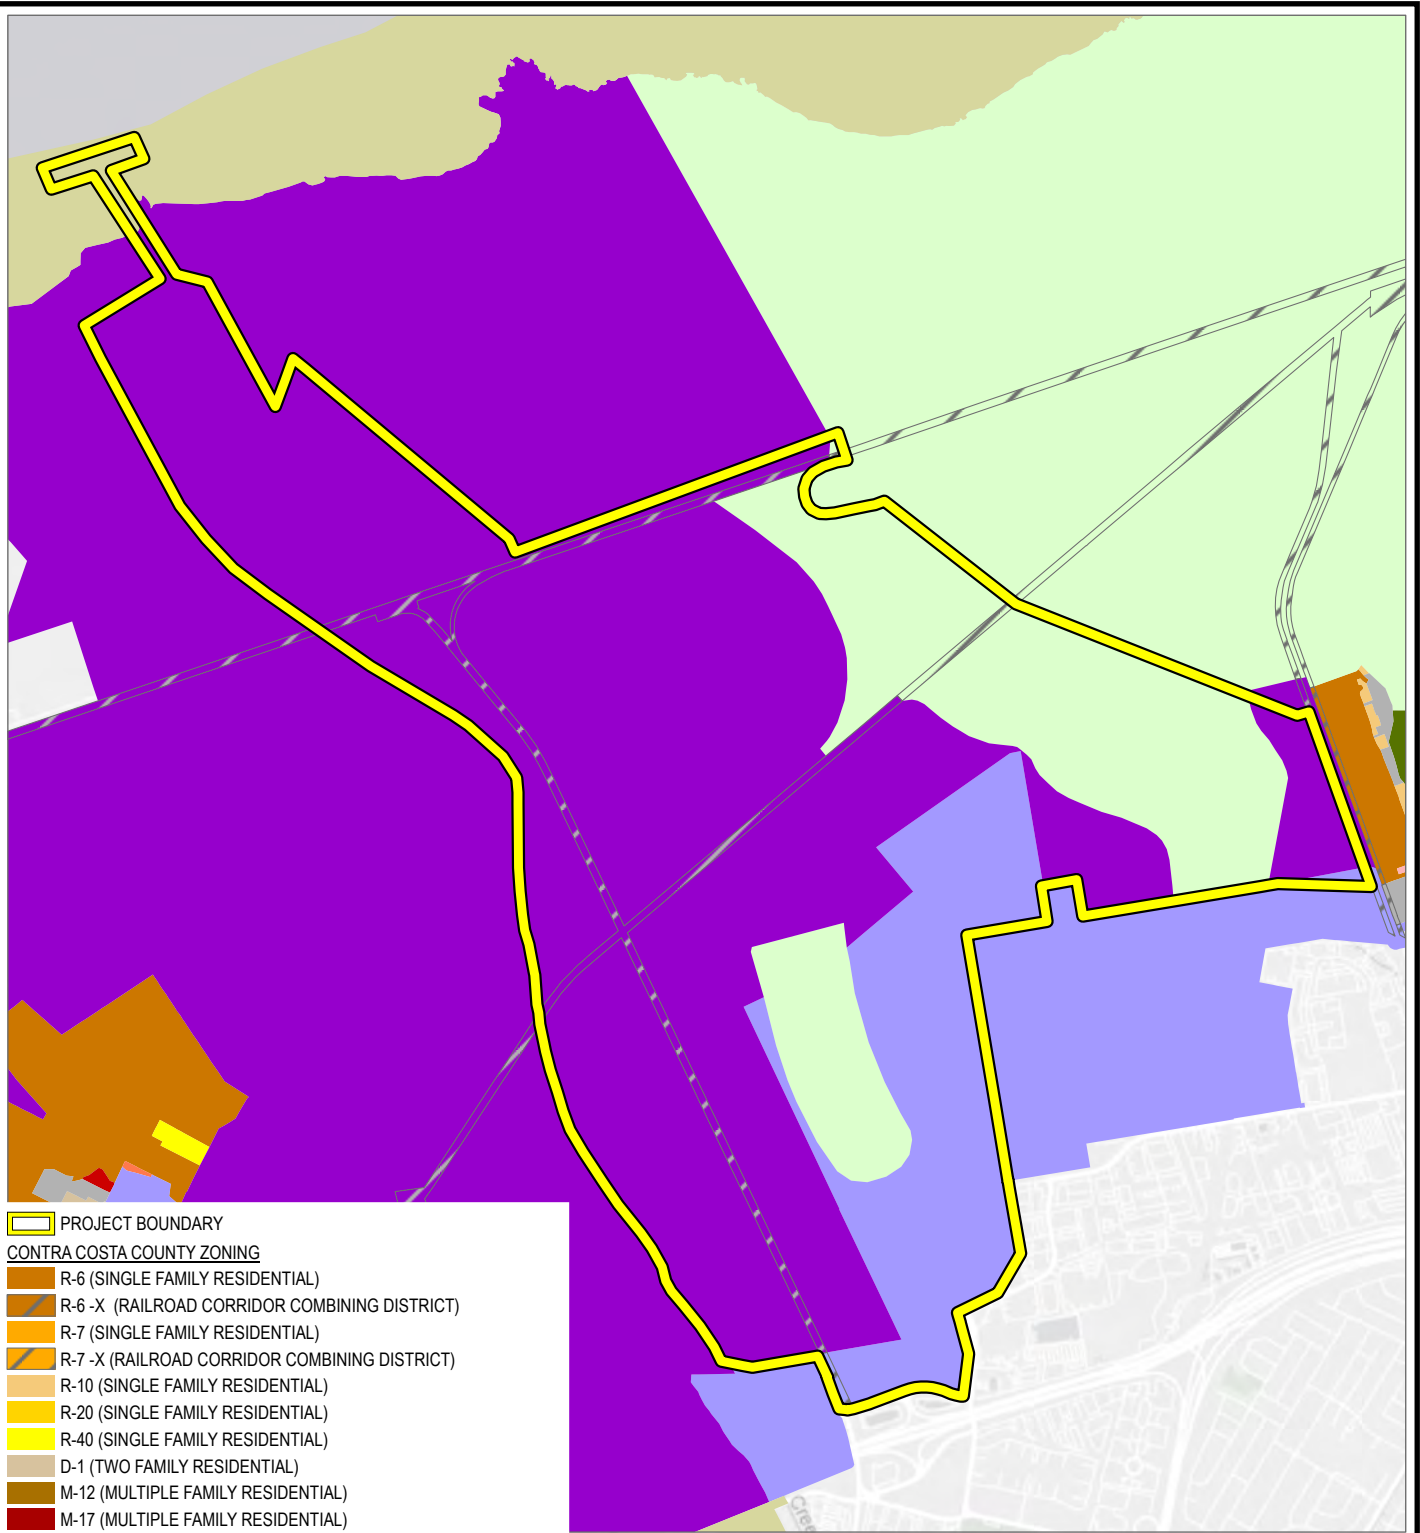 PROJECT BOUNDARY
CONTRA COSTA COUNTY ZONING
R-6 (SINGLE FAMILY RESIDENTIAL)
R-6 -X (RAILROAD CORRIDOR COMBINING DISTRICT)
R-7 (SINGLE FAMILY RESIDENTIAL)
R-7 -X (RAILROAD CORRIDOR COMBINING DISTRICT)
R-10 (SINGLE FAMILY RESIDENTIAL)
R-20 (SINGLE FAMILY RESIDENTIAL)
R-40 (SINGLE FAMILY RESIDENTIAL)
D-1 (TWO FAMILY RESIDENTIAL)
M-12 (MULTIPLE FAMILY RESIDENTIAL)
M-17 (MULTIPLE FAMILY RESIDENTIAL)